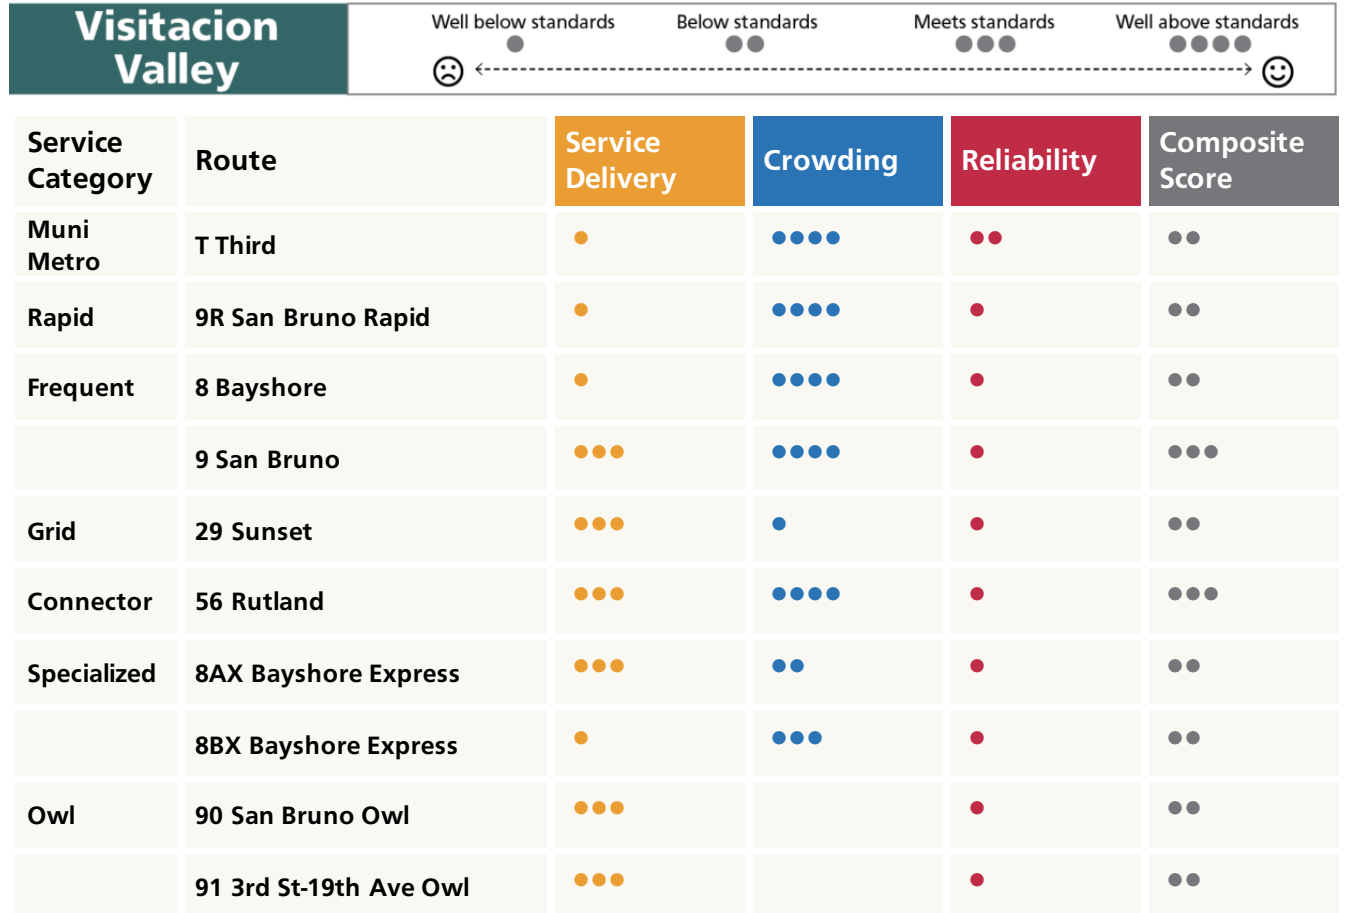 Visitacion
Valley
Well below standards
Below standards
Meets standards
Well above standards
Service
Category
Route
Service
Delivery
Crowding
Reliability
Composite
Score
Muni
Metro
T Third
Rapid
9R San Bruno Rapid
Frequent
8 Bayshore
9 San Bruno
Grid
29 Sunset
Connector
56 Rutland
Specialized
8AX Bayshore Express
8BX Bayshore Express
Owl
90 San Bruno Owl
91 3rd St-19th Ave Owl